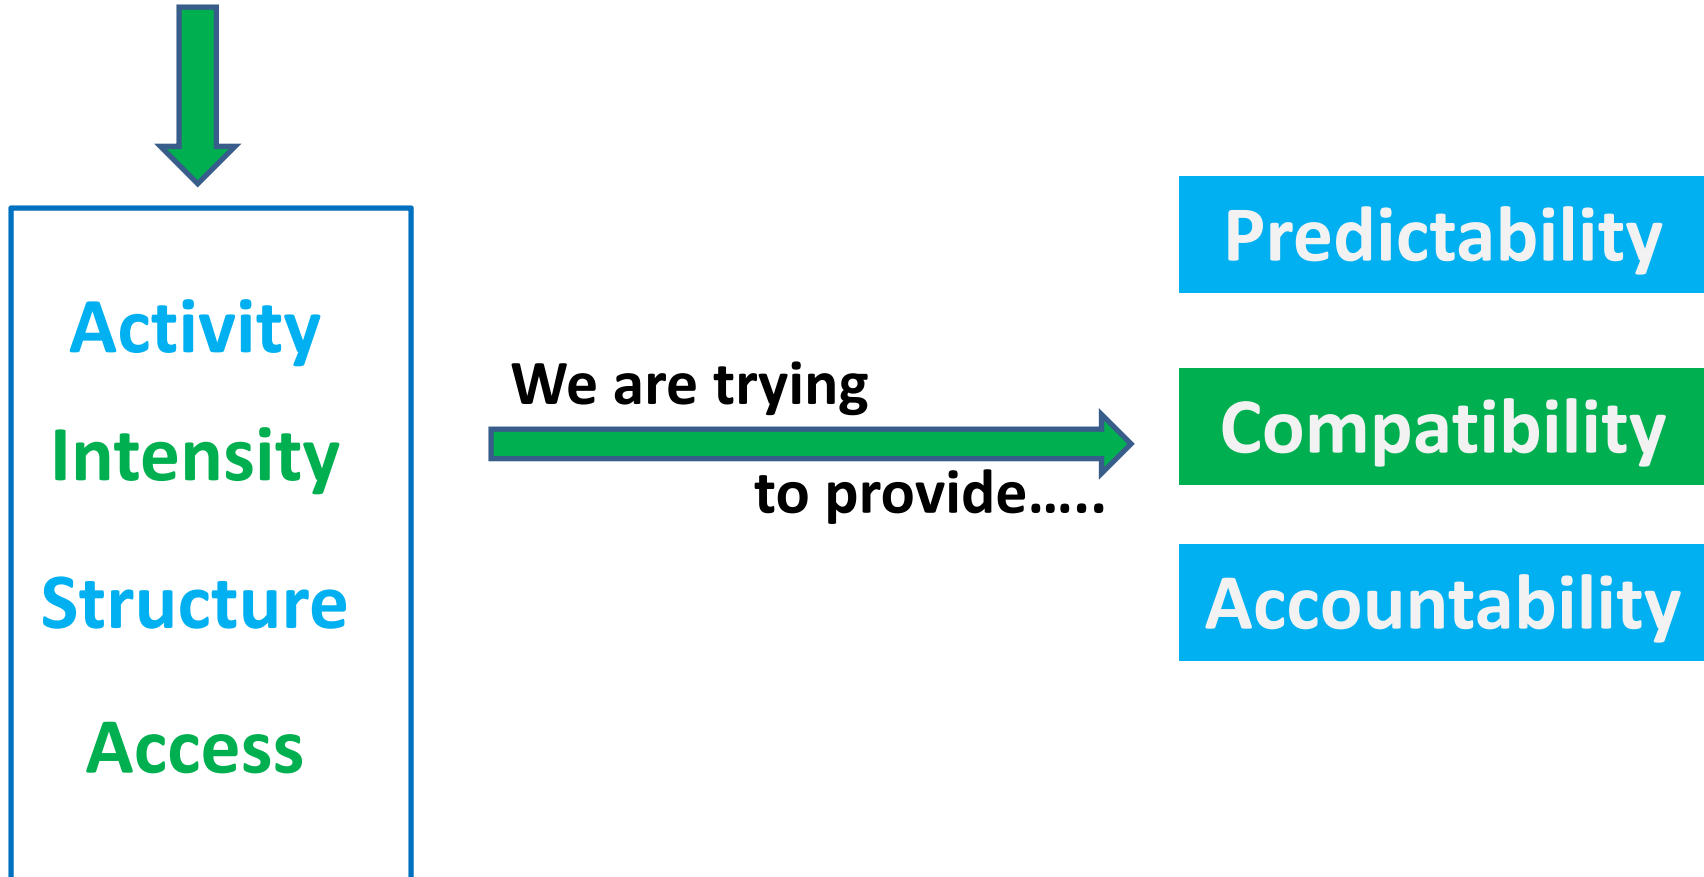 Activity
Intensity
Structure
Access
We are trying
to provide.....
Predictability
Compatibility
Accountability